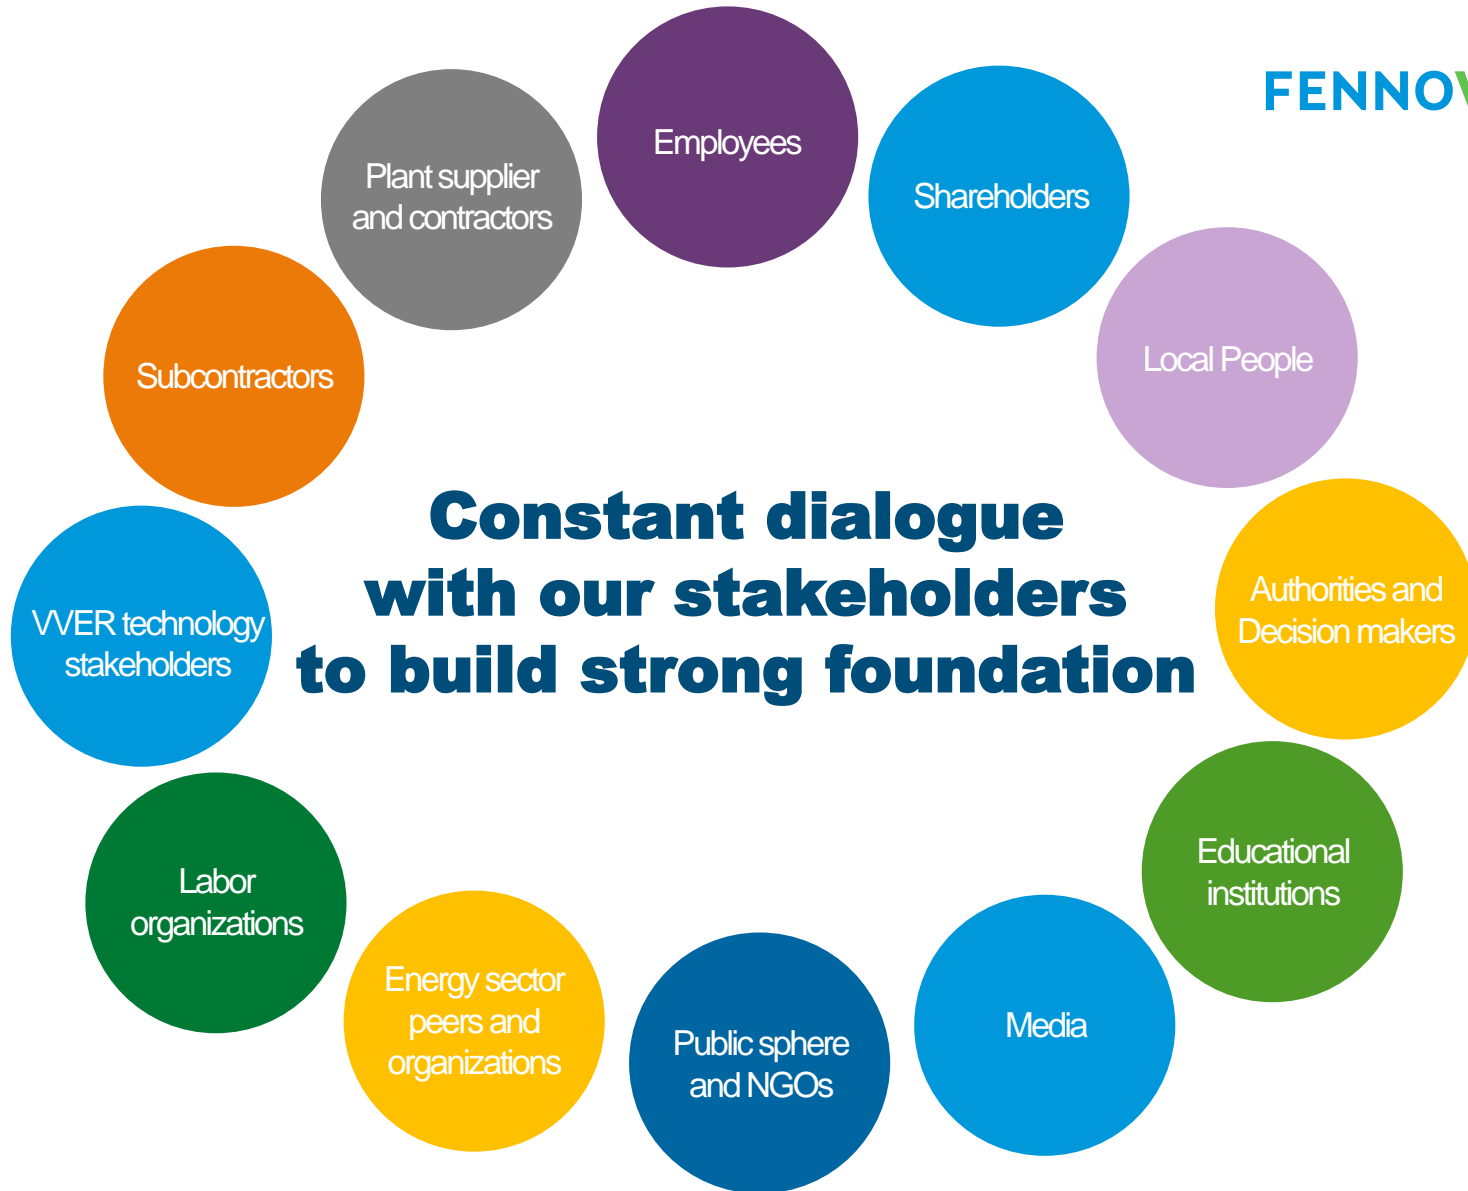 FENNOV
Employees
Shareholders
Plant supplier
and contractors
Local People
Subcontractors
Constant dialogue
with our stakeholders
to build strong foundation
Authorities and
Decision makers
VVER technology
stakeholders
Educational
institutions
Labor
organizations
Energy sector
peers and
organizations
Media
Public sphere
and NGOs